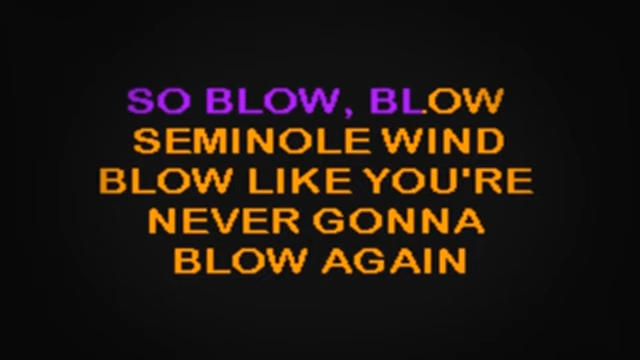 SO BLOW, BLOW
SEMINOLE WIND
BLOW LIKE YOU'RE
NEVER GONNA
BLOW AGAIN